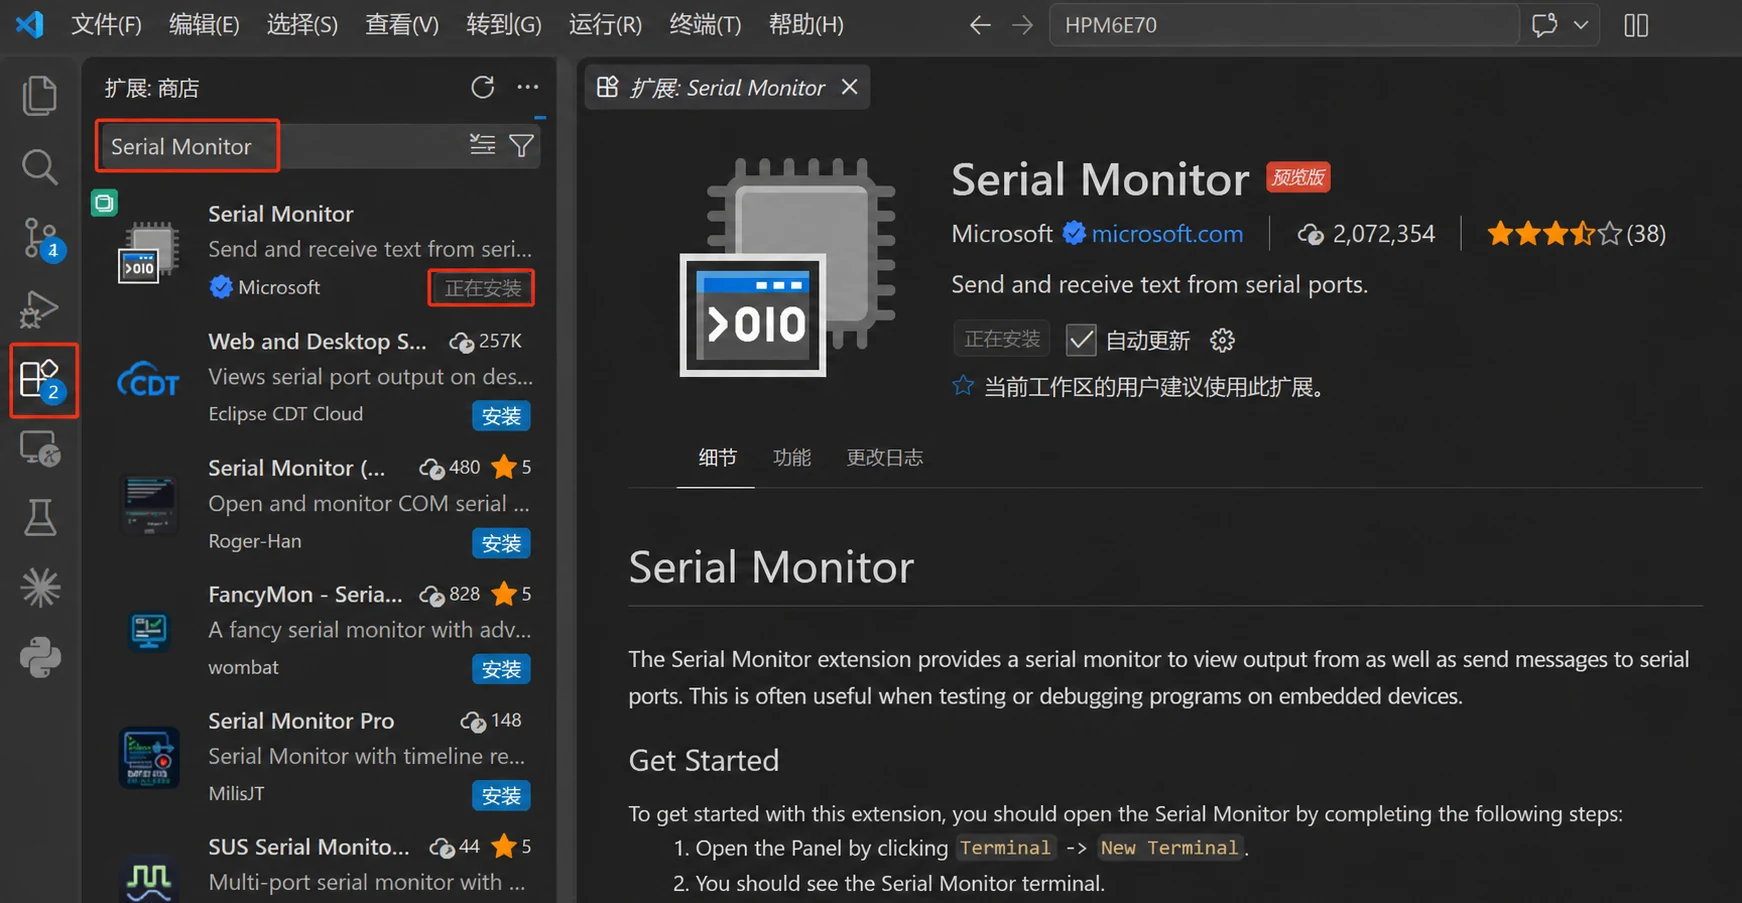 文件(F) 编辑(E) 选择(S) 查看(V) 转到(G) 运行(R) 终端(T) 帮助(H) HPM6E70
扩展: 商店
扩展: Serial Monitor
Serial Monitor
Serial Monitor
Send and receive text from seri...
Microsoft 正在安装
Web and Desktop S... 257K
Views serial port output on des...
Eclipse CDT Cloud 安装
CDT
Serial Monitor (... 480 5
Open and monitor COM serial ...
Roger-Han 安装
FancyMon - Seria... 828 5
A fancy serial monitor with adv...
wombat 安装
Serial Monitor Pro 148
Serial Monitor with timeline re...
MilisJT 安装
SUS Serial Monito... 44 5
Multi-port serial monitor with ...
1
2
>010
>010
Serial Monitor 预览版
Microsoft microsoft.com 2,072,354 (38)
Send and receive text from serial ports.
正在安装 自动更新
当前工作区的用户建议使用此扩展。
细节 功能 更改日志
Serial Monitor
The Serial Monitor extension provides a serial monitor to view output from as well as send messages to serial
ports. This is often useful when testing or debugging programs on embedded devices.
Get Started
To get started with this extension, you should open the Serial Monitor by completing the following steps:
1. Open the Panel by clicking Terminal -> New Terminal.
2. You should see the Serial Monitor terminal.